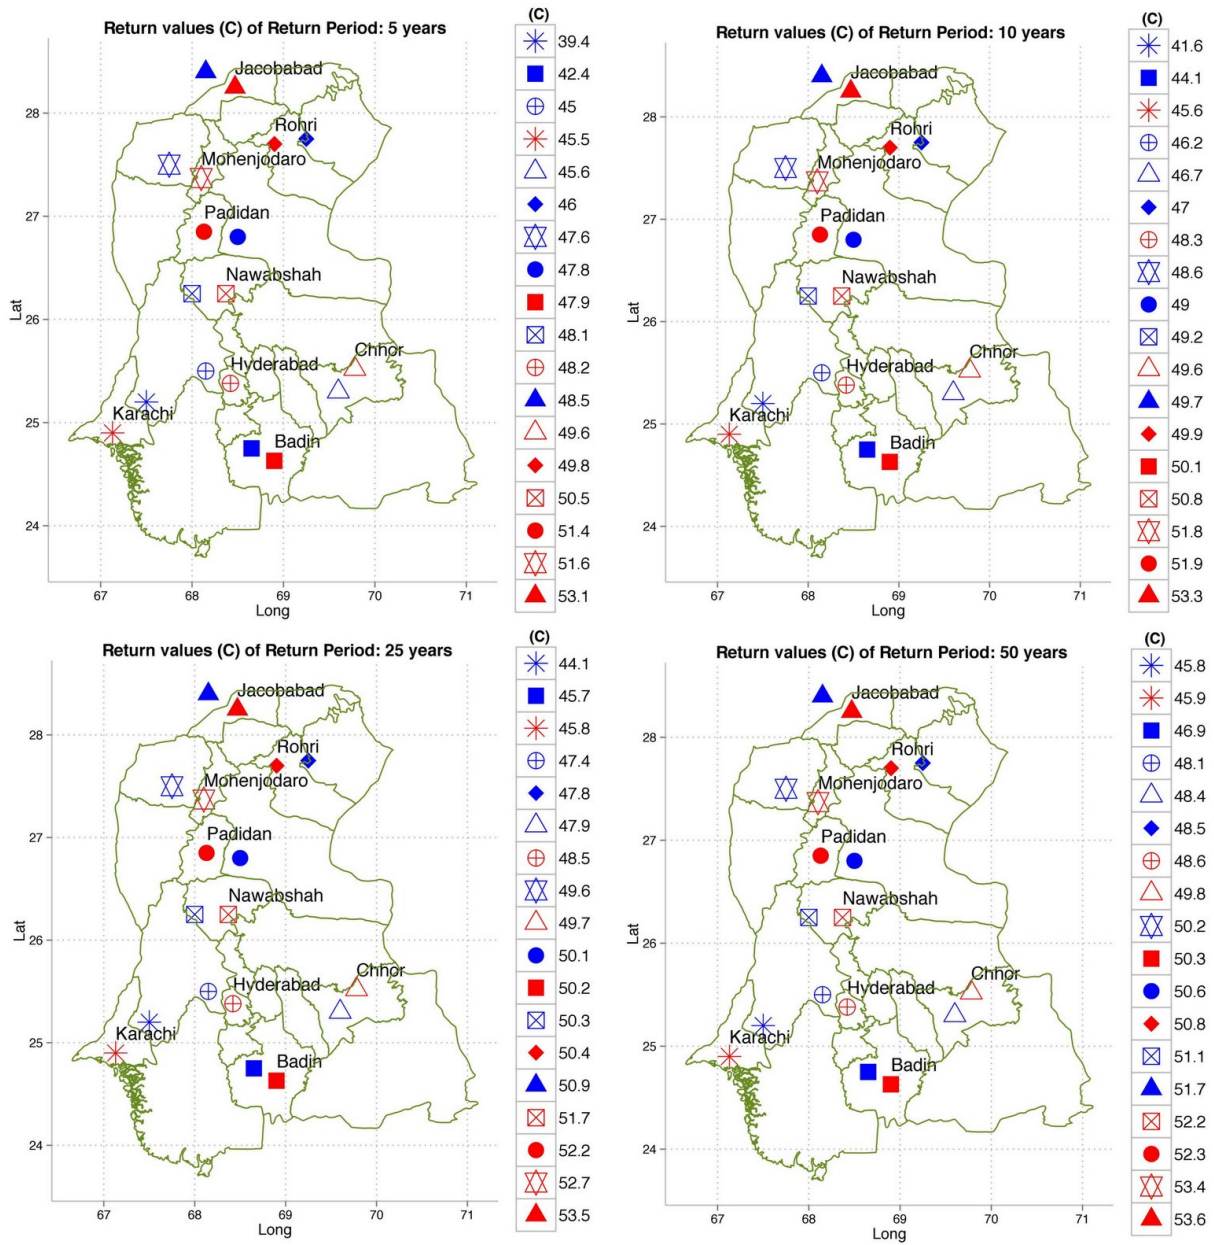 Return values (C) of Return Period: 5 years
(C)
39.4
42.4
45
45.5
45.6
46
47.6
47.8
47.9
48.1
48.2
48.5
49.6
49.8
50.5
51.4
51.6
53.1
Jacobabad
Rohri
Mohenjodaro
Padidan
Nawabshah
Hyderabad
Chhor
Karachi
Badin
28
27
26
25
24
Lat
67
68
69
70
71
Long
Return values (C) of Return Period: 10 years
(C)
41.6
44.1
45.6
46.2
46.7
47
48.3
48.6
49
49.2
49.6
49.7
49.9
50.1
50.8
51.8
51.9
53.3
Jacobabad
Rohri
Mohenjodaro
Padidan
Nawabshah
Hyderabad
Chhor
Karachi
Badin
28
27
26
25
24
Lat
67
68
69
70
71
Long
Return values (C) of Return Period: 25 years
(C)
44.1
45.7
45.8
47.4
47.8
47.9
48.5
49.6
49.7
50.1
50.2
50.3
50.4
50.9
51.7
52.2
52.7
53.5
Jacobabad
Rohri
Mohenjodaro
Padidan
Nawabshah
Hyderabad
Chhor
Karachi
Badin
28
27
26
25
24
Lat
67
68
69
70
71
Long
Return values (C) of Return Period: 50 years
(C)
45.8
45.9
46.9
48.1
48.4
48.5
48.6
49.8
50.2
50.3
50.6
50.8
51.1
51.7
52.2
52.3
53.4
53.6
Jacobabad
Rohri
Mohenjodaro
Padidan
Nawabshah
Hyderabad
Chhor
Karachi
Badin
28
27
26
25
24
Lat
67
68
69
70
71
Long